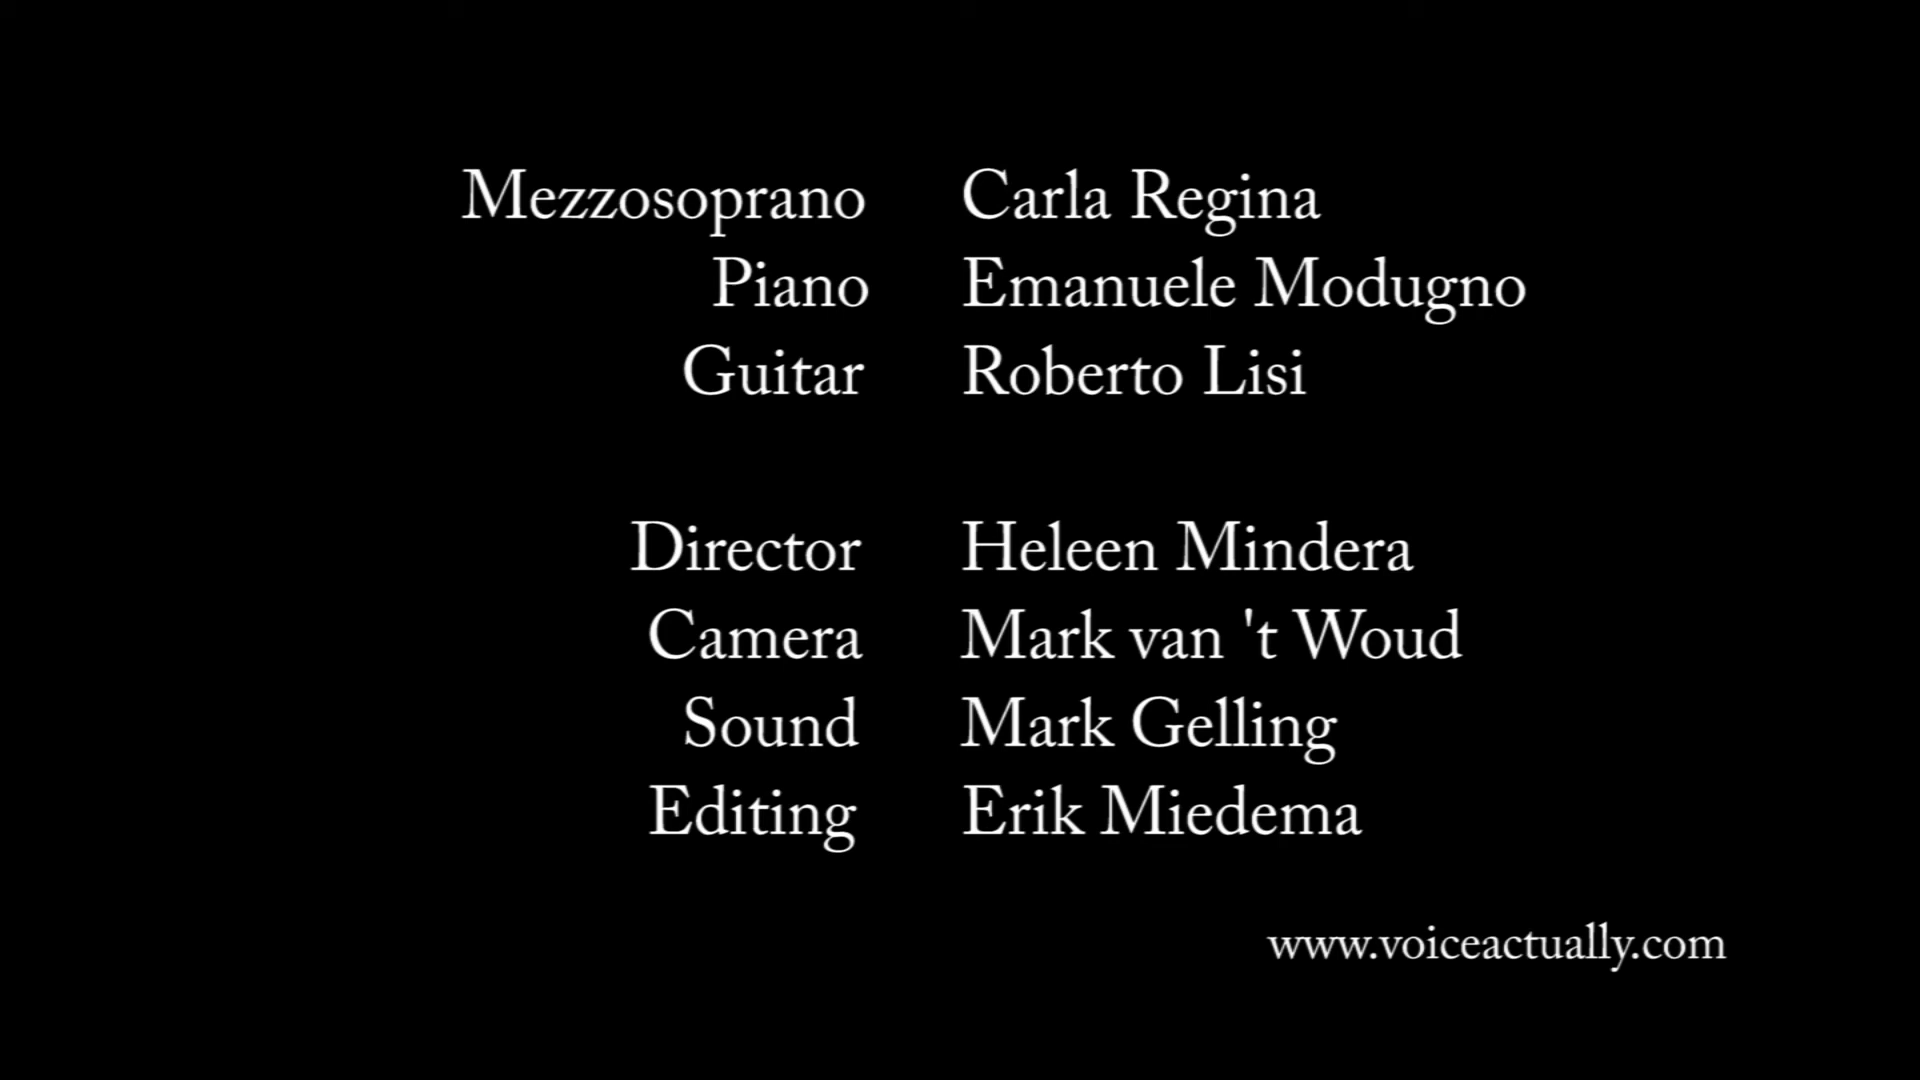 Mezzosoprano Carla Regina
Piano Emanuele Modugno
Guitar Roberto Lisi
Director Heleen Mindera
Camera Mark van 't Woud
Sound Mark Gelling
Editing Erik Miedema
www.voiceactually.com